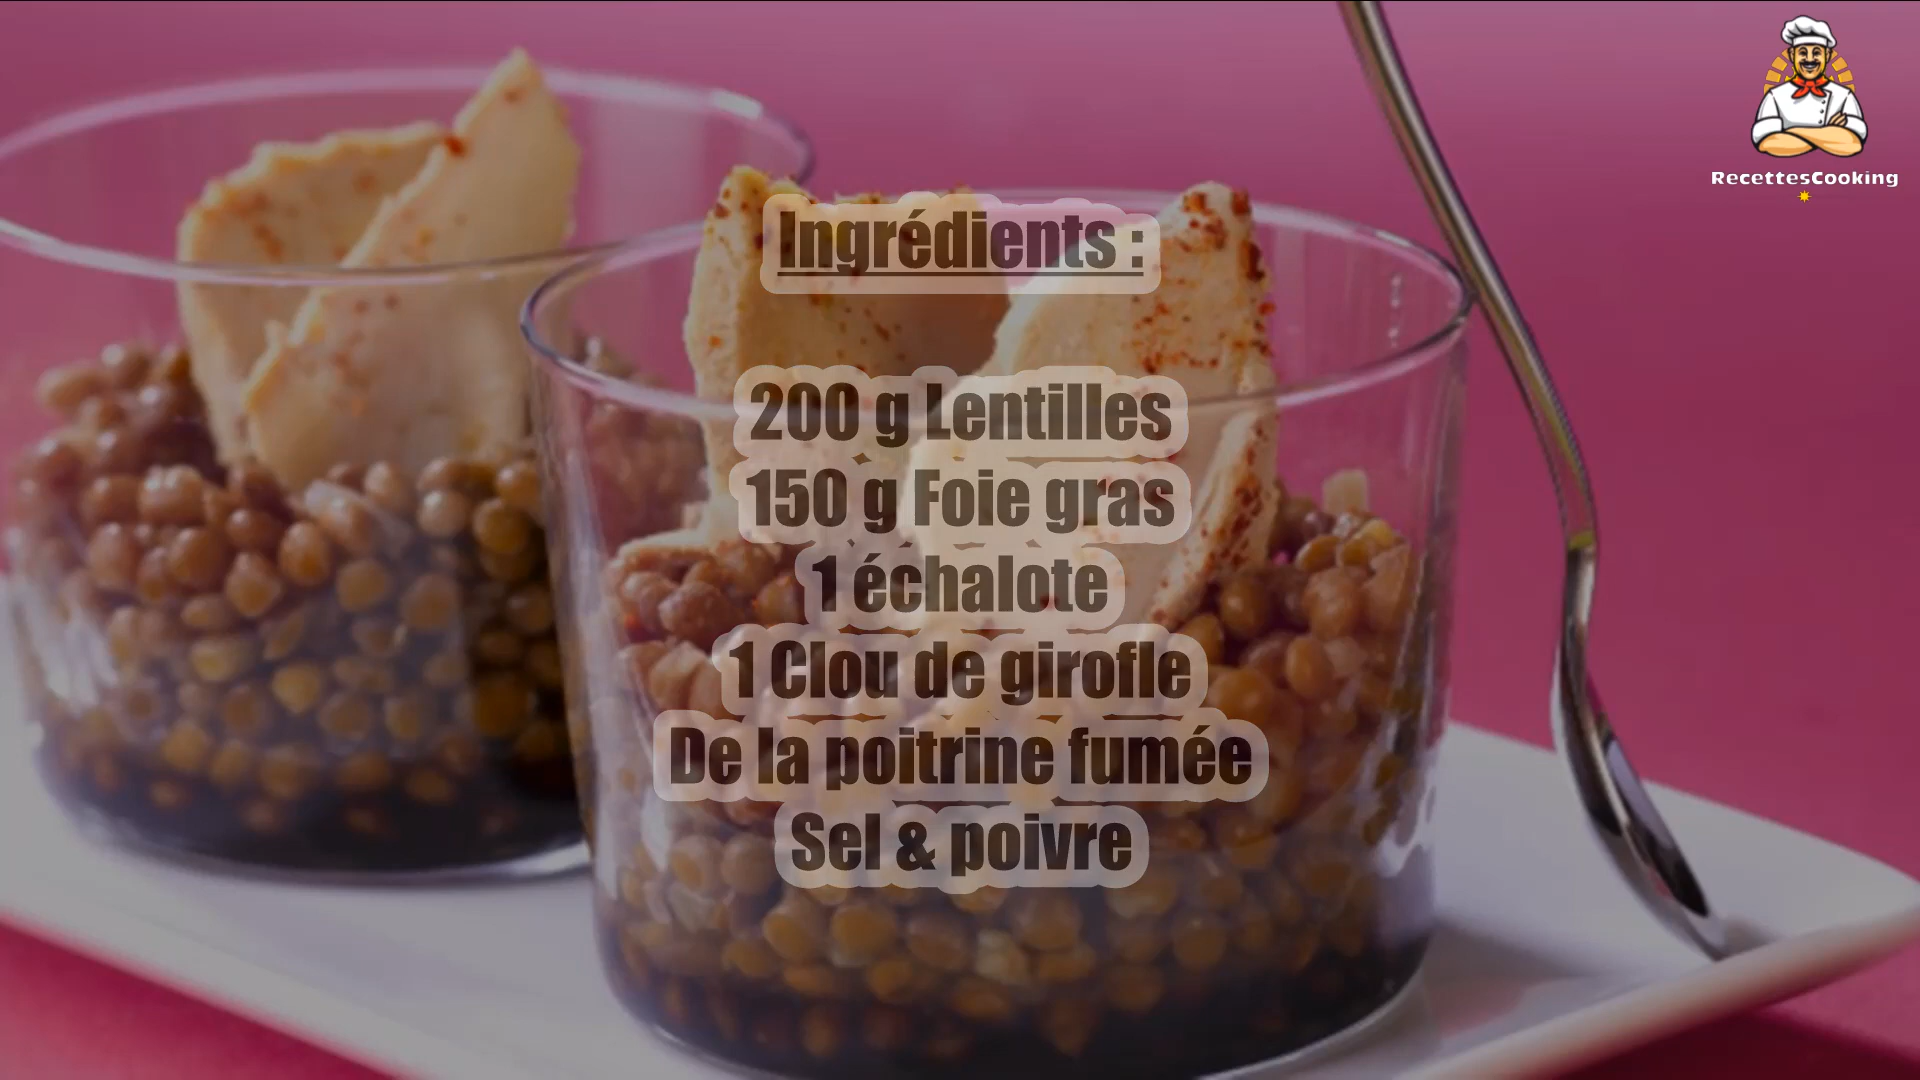 RecettesCooking
Ingrédients :
200 g Lentilles
150 g Foie gras
1 échalote
1 Clou de girofle
De la poitrine fumée
Sel & poivre